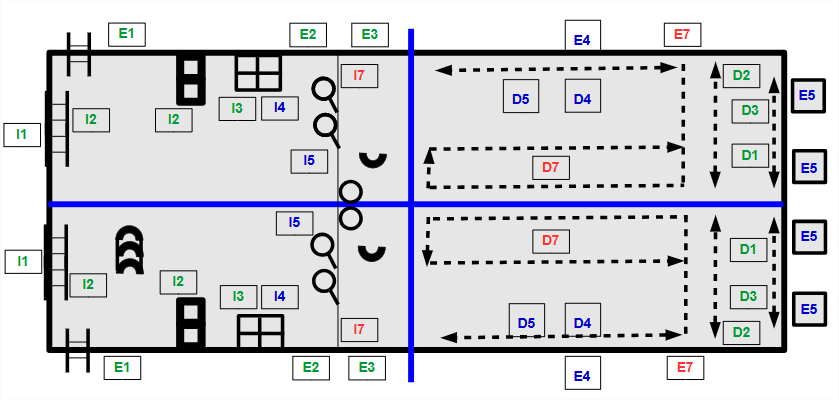 E1 E2 E3 E4 E7
I7 D2
I2 I2 I3 I4 D5 D4 D3 E5
I1
I5 D7 D1 E5
I5 D7 D1 E5
I1
I2 I2 I3 I4 D3 E5
I7 D5 D4 D2
E1 E2 E3 E4 E7